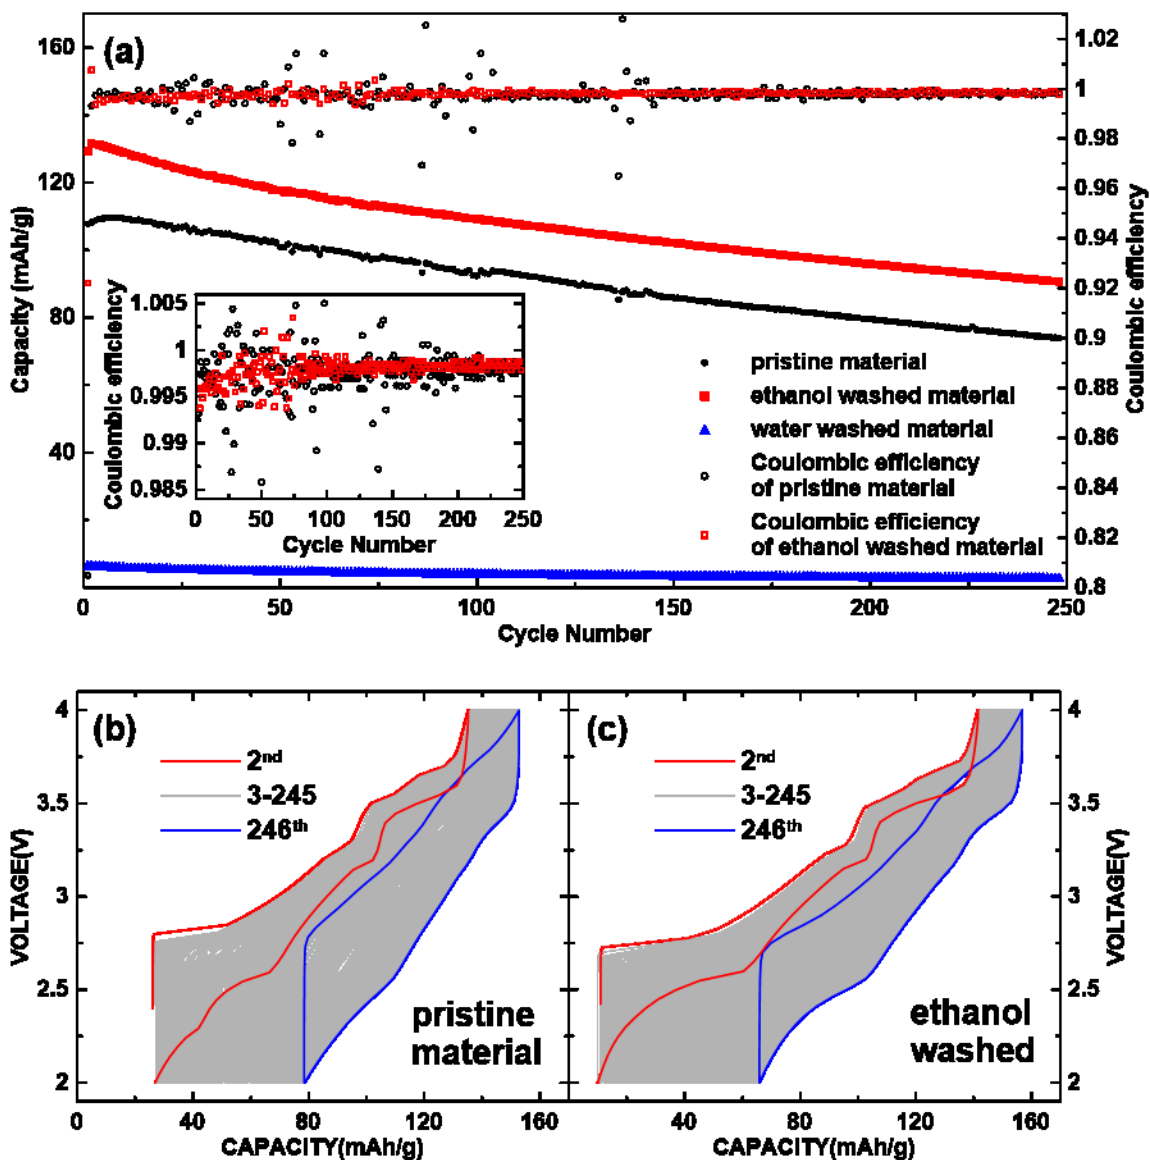 (a)
160
120
80
40
Capacity (mAh/g)
1.02
1
0.98
0.96
0.94
0.92
0.9
0.88
0.86
0.84
0.82
0.8
Coulombic efficiency
pristine material
ethanol washed material
water washed material
Coulombic efficiency
of pristine material
Coulombic efficiency
of ethanol washed material
1.005
1
0.995
0.99
0.985
Coulombic efficiency
0 50 100 150 200 250
Cycle Number
0 50 100 150 200 250
Cycle Number
(b)
2nd
3-245
246th
4
3.5
3
2.5
2
VOLTAGE(V)
pristine
material
0 40 80 120 160
CAPACITY(mAh/g)
(c)
2nd
3-245
246th
4
3.5
3
2.5
2
VOLTAGE(V)
ethanol
washed
40 80 120 160
CAPACITY(mAh/g)